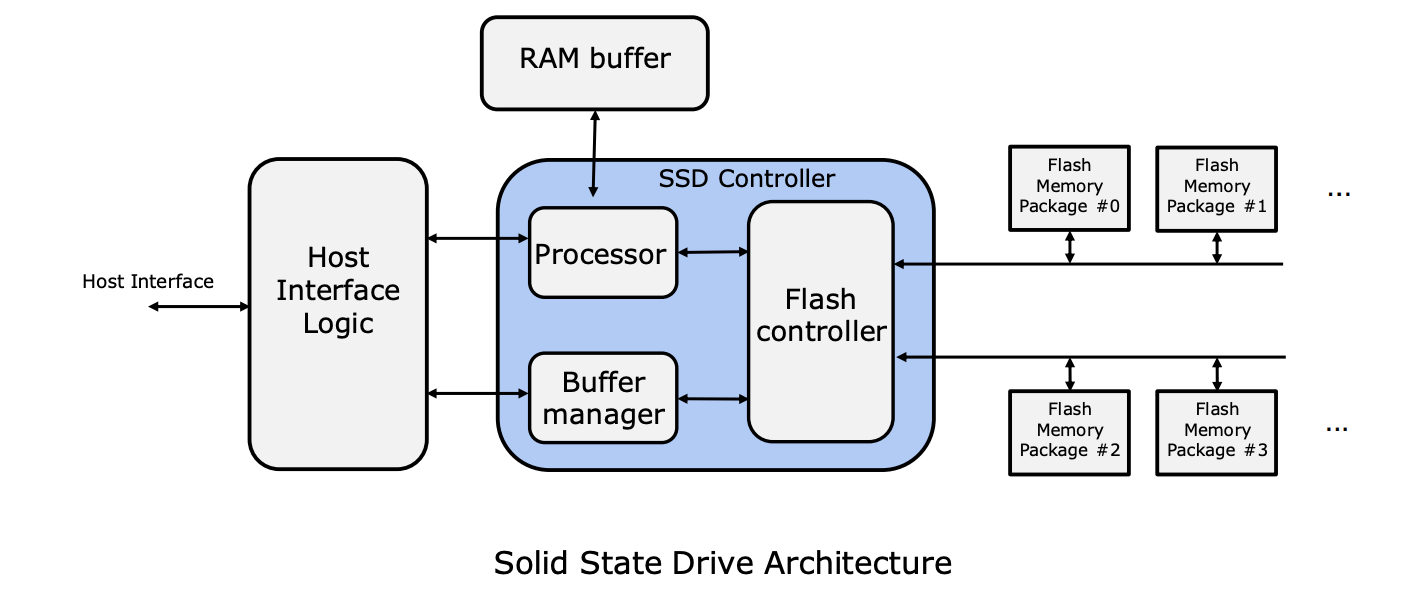 RAM buffer
SSD Controller
Host Interface
Host
Interface
Logic
Processor
Buffer
manager
Flash
controller
Flash
Memory
Package #0
Flash
Memory
Package #1
...
Flash
Memory
Package #2
Flash
Memory
Package #3
...
Solid State Drive Architecture